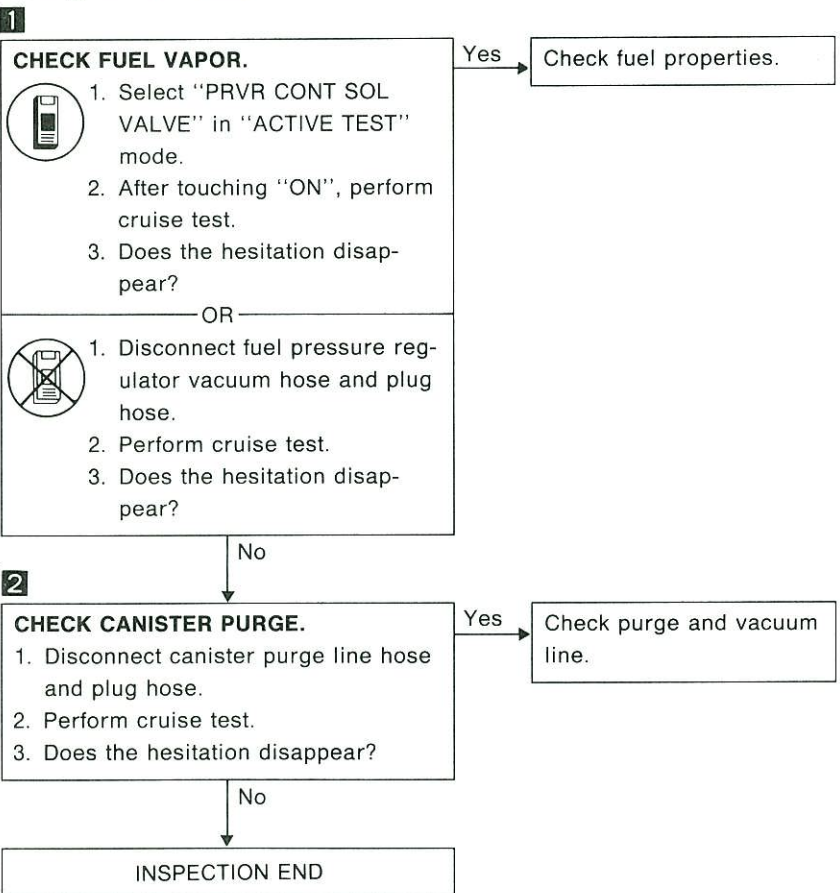 1
CHECK FUEL VAPOR.
1. Select "PRVR CONT SOL
VALVE" in "ACTIVE TEST"
mode.
2. After touching "ON", perform
cruise test.
3. Does the hesitation disap-
pear?
Yes
Check fuel properties.
OR
1. Disconnect fuel pressure reg-
ulator vacuum hose and plug
hose.
2. Perform cruise test.
3. Does the hesitation disap-
pear?
No
2
CHECK CANISTER PURGE.
1. Disconnect canister purge line hose
and plug hose.
2. Perform cruise test.
3. Does the hesitation disappear?
Yes
Check purge and vacuum
line.
No
INSPECTION END